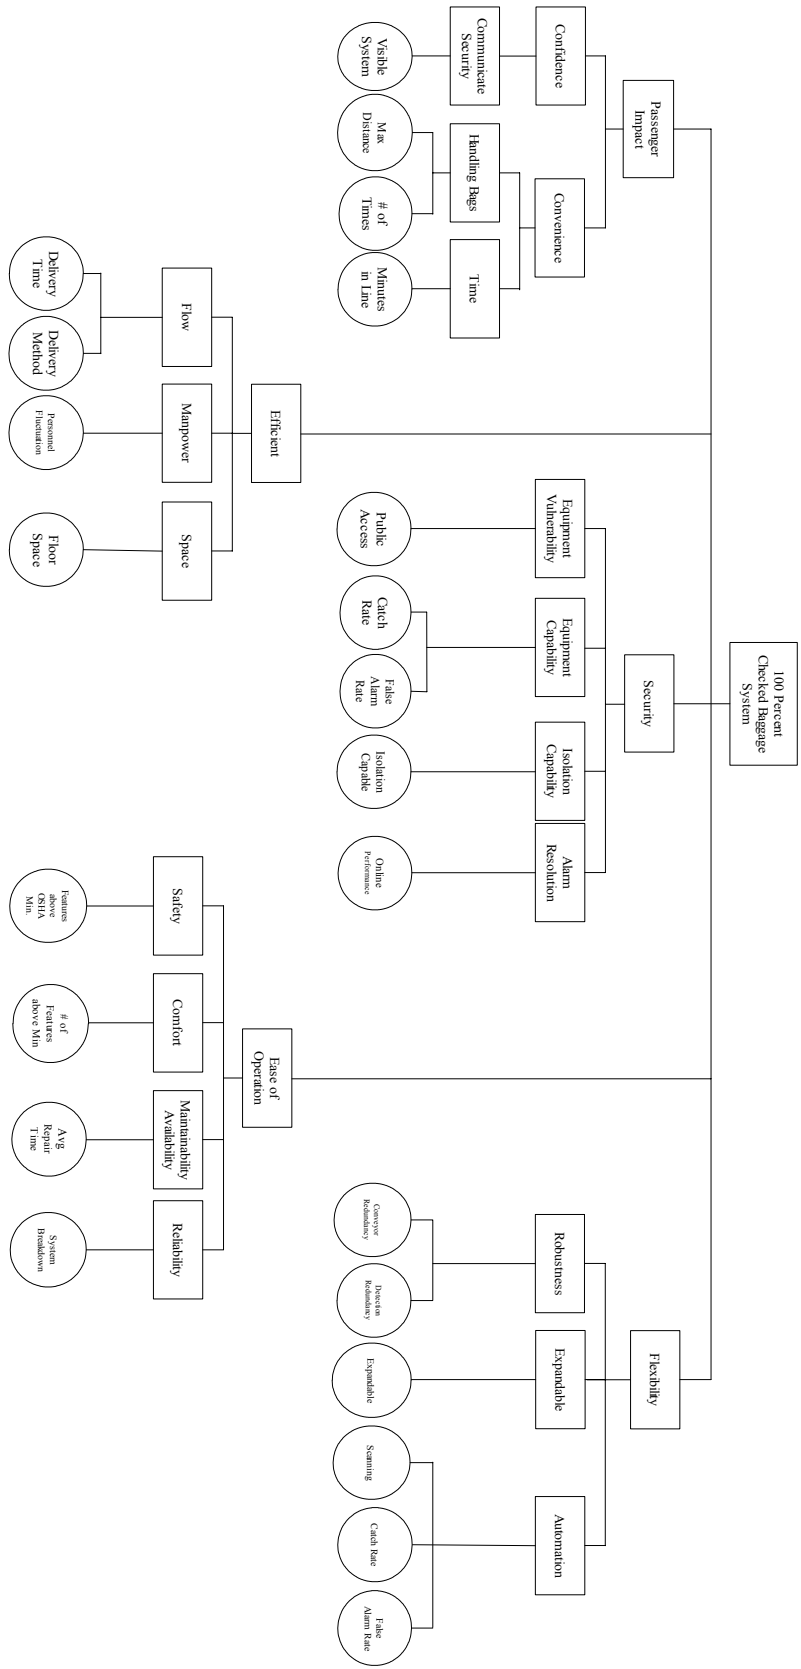 100 Percent
Checked Baggage
System
Passenger
Impact
Efficient
Security
Ease of
Operation
Flexibility
Confidence
Convenience
Communicate
Security
Handling Bags
Time
Visible
System
Max
Distance
# of
Times
Minutes
in Line
Flow
Manpower
Space
Delivery
Time
Delivery
Method
Personnel
Fluctuation
Floor
Space
Equipment
Vulnerability
Equipment
Capability
Isolation
Capability
Alarm
Resolution
Public
Access
Catch
Rate
False
Alarm
Rate
Isolation
Capable
Online
Performance
Safety
Comfort
Maintainability
Availability
Reliability
Features
above
OSHA
Min.
# of
Features
above Min
Avg
Repair
Time
System
Breakdown
Robustness
Expandable
Automation
Conveyor
Redundancy
Detection
Redundancy
Expandable
Scanning
Catch Rate
False
Alarm Rate